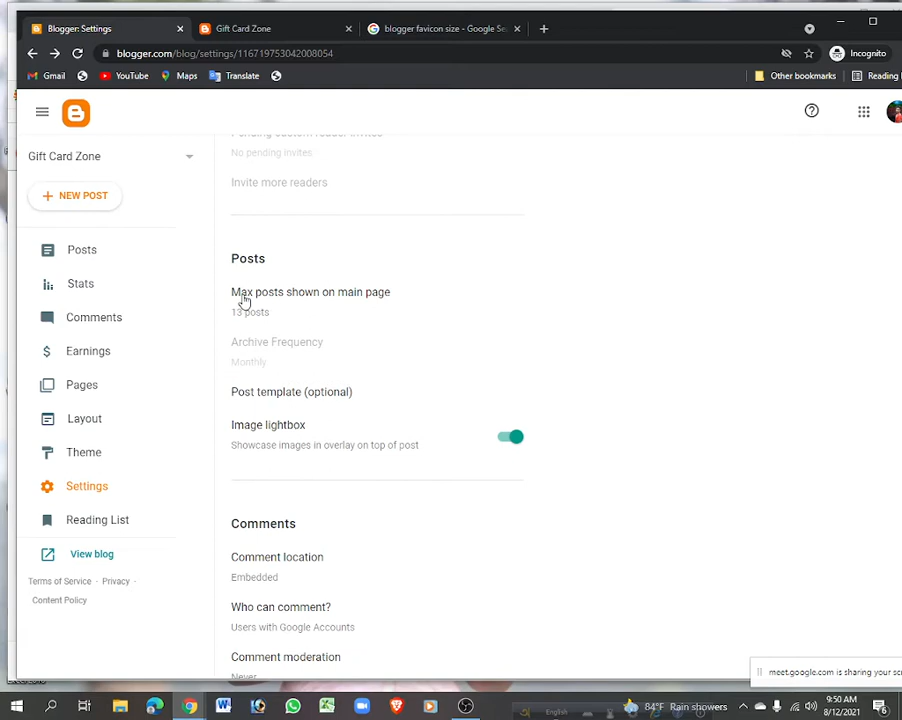 Blogger: Settings
Gift Card Zone
blogger favicon size - Google Se
blogger.com/blog/settings/116719753042008054
Incognito
Gmail
YouTube
Maps
Translate
Other bookmarks
Reading
Gift Card Zone
NEW POST
Posts
Stats
Comments
Earnings
Pages
Layout
Theme
Settings
Reading List
View blog
Terms of Service · Privacy ·
Content Policy
Pending custom reader invites
No pending invites
Invite more readers
Posts
Max posts shown on main page
13 posts
Archive Frequency
Monthly
Post template (optional)
Image lightbox
Showcase images in overlay on top of post
Comments
Comment location
Embedded
Who can comment?
Users with Google Accounts
Comment moderation
Never
meet.google.com is sharing your scr
English
84°F Rain showers
9:50 AM
8/12/2021
6